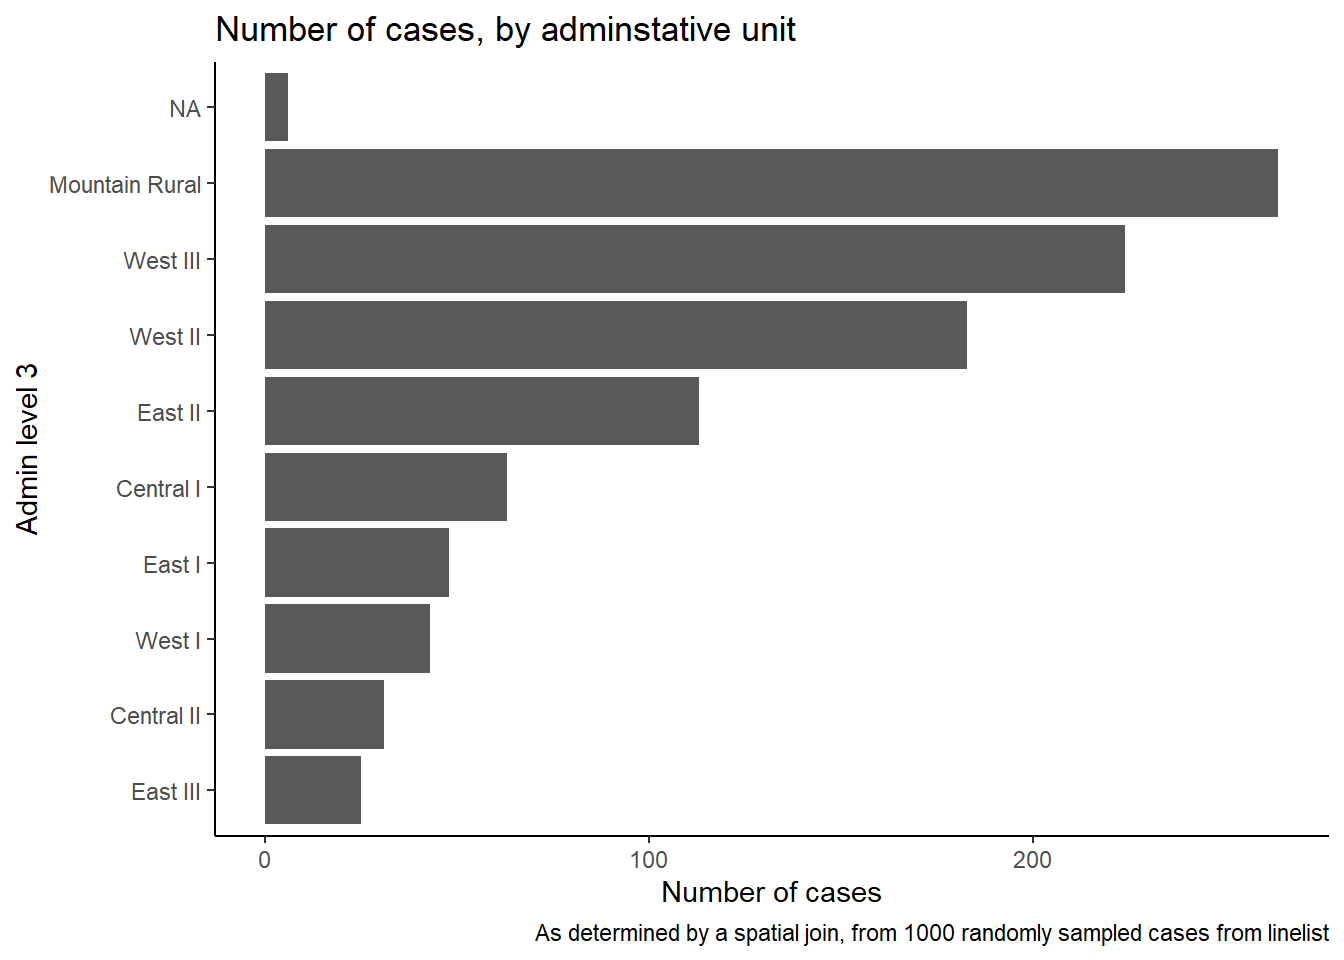 Number of cases, by adminstative unit
NA
Mountain Rural
West III
West II
East II
Central I
East I
West I
Central II
East III
Admin level 3
0 100 200
Number of cases
As determined by a spatial join, from 1000 randomly sampled cases from linelist